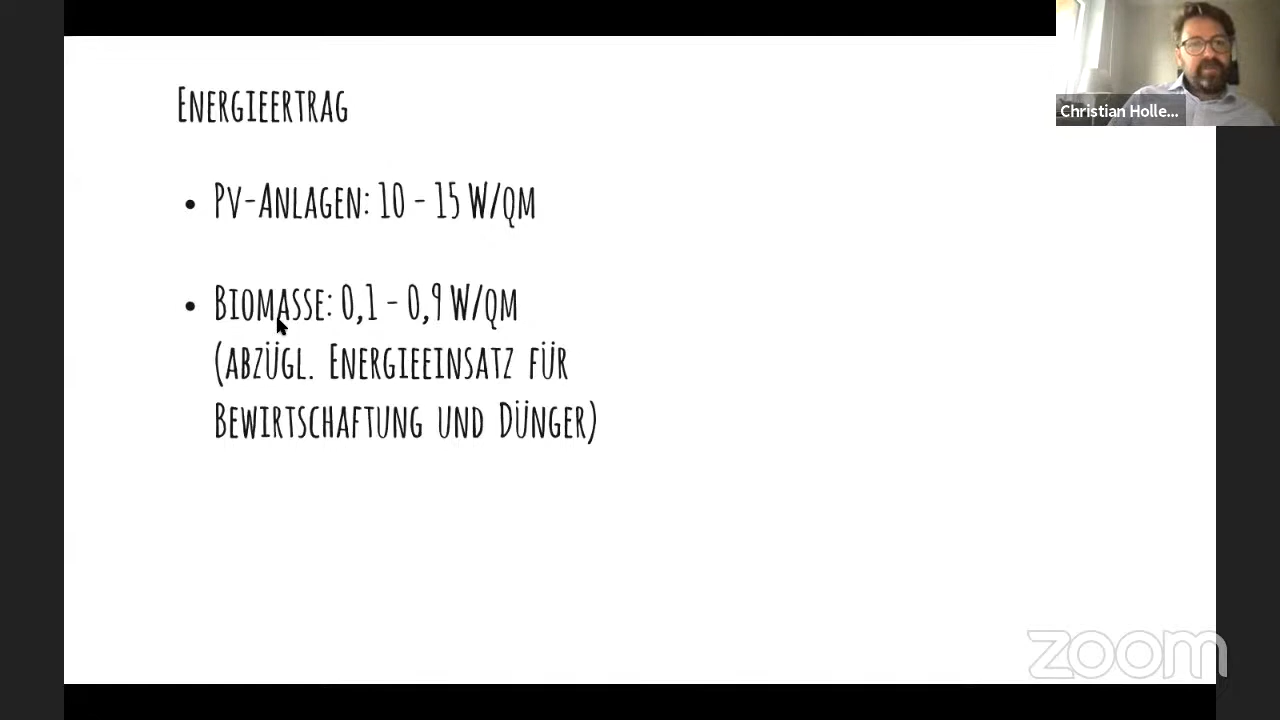 Energieertrag
Christian Holle...
• PV-Anlagen: 10 - 15 W/qm
• Biomasse: 0,1 - 0,9 W/qm
(abzügl. Energieeinsatz für
Bewirtschaftung und Dünger)
zoom